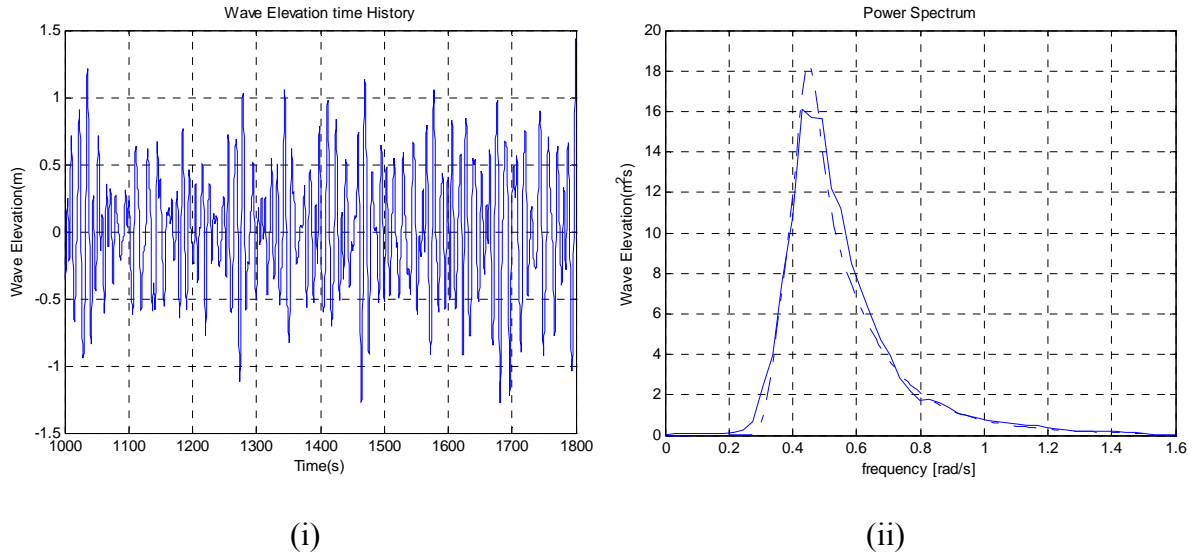 Wave Elevation time History
1.5
1
0.5
0
-0.5
-1
-1.5
Wave Elevation(m)
1000 1100 1200 1300 1400 1500 1600 1700 1800
Time(s)
(i)
Power Spectrum
20
18
16
14
12
10
8
6
4
2
0
Wave Elevation(m²s)
0 0.2 0.4 0.6 0.8 1 1.2 1.4 1.6
frequency [rad/s]
(ii)